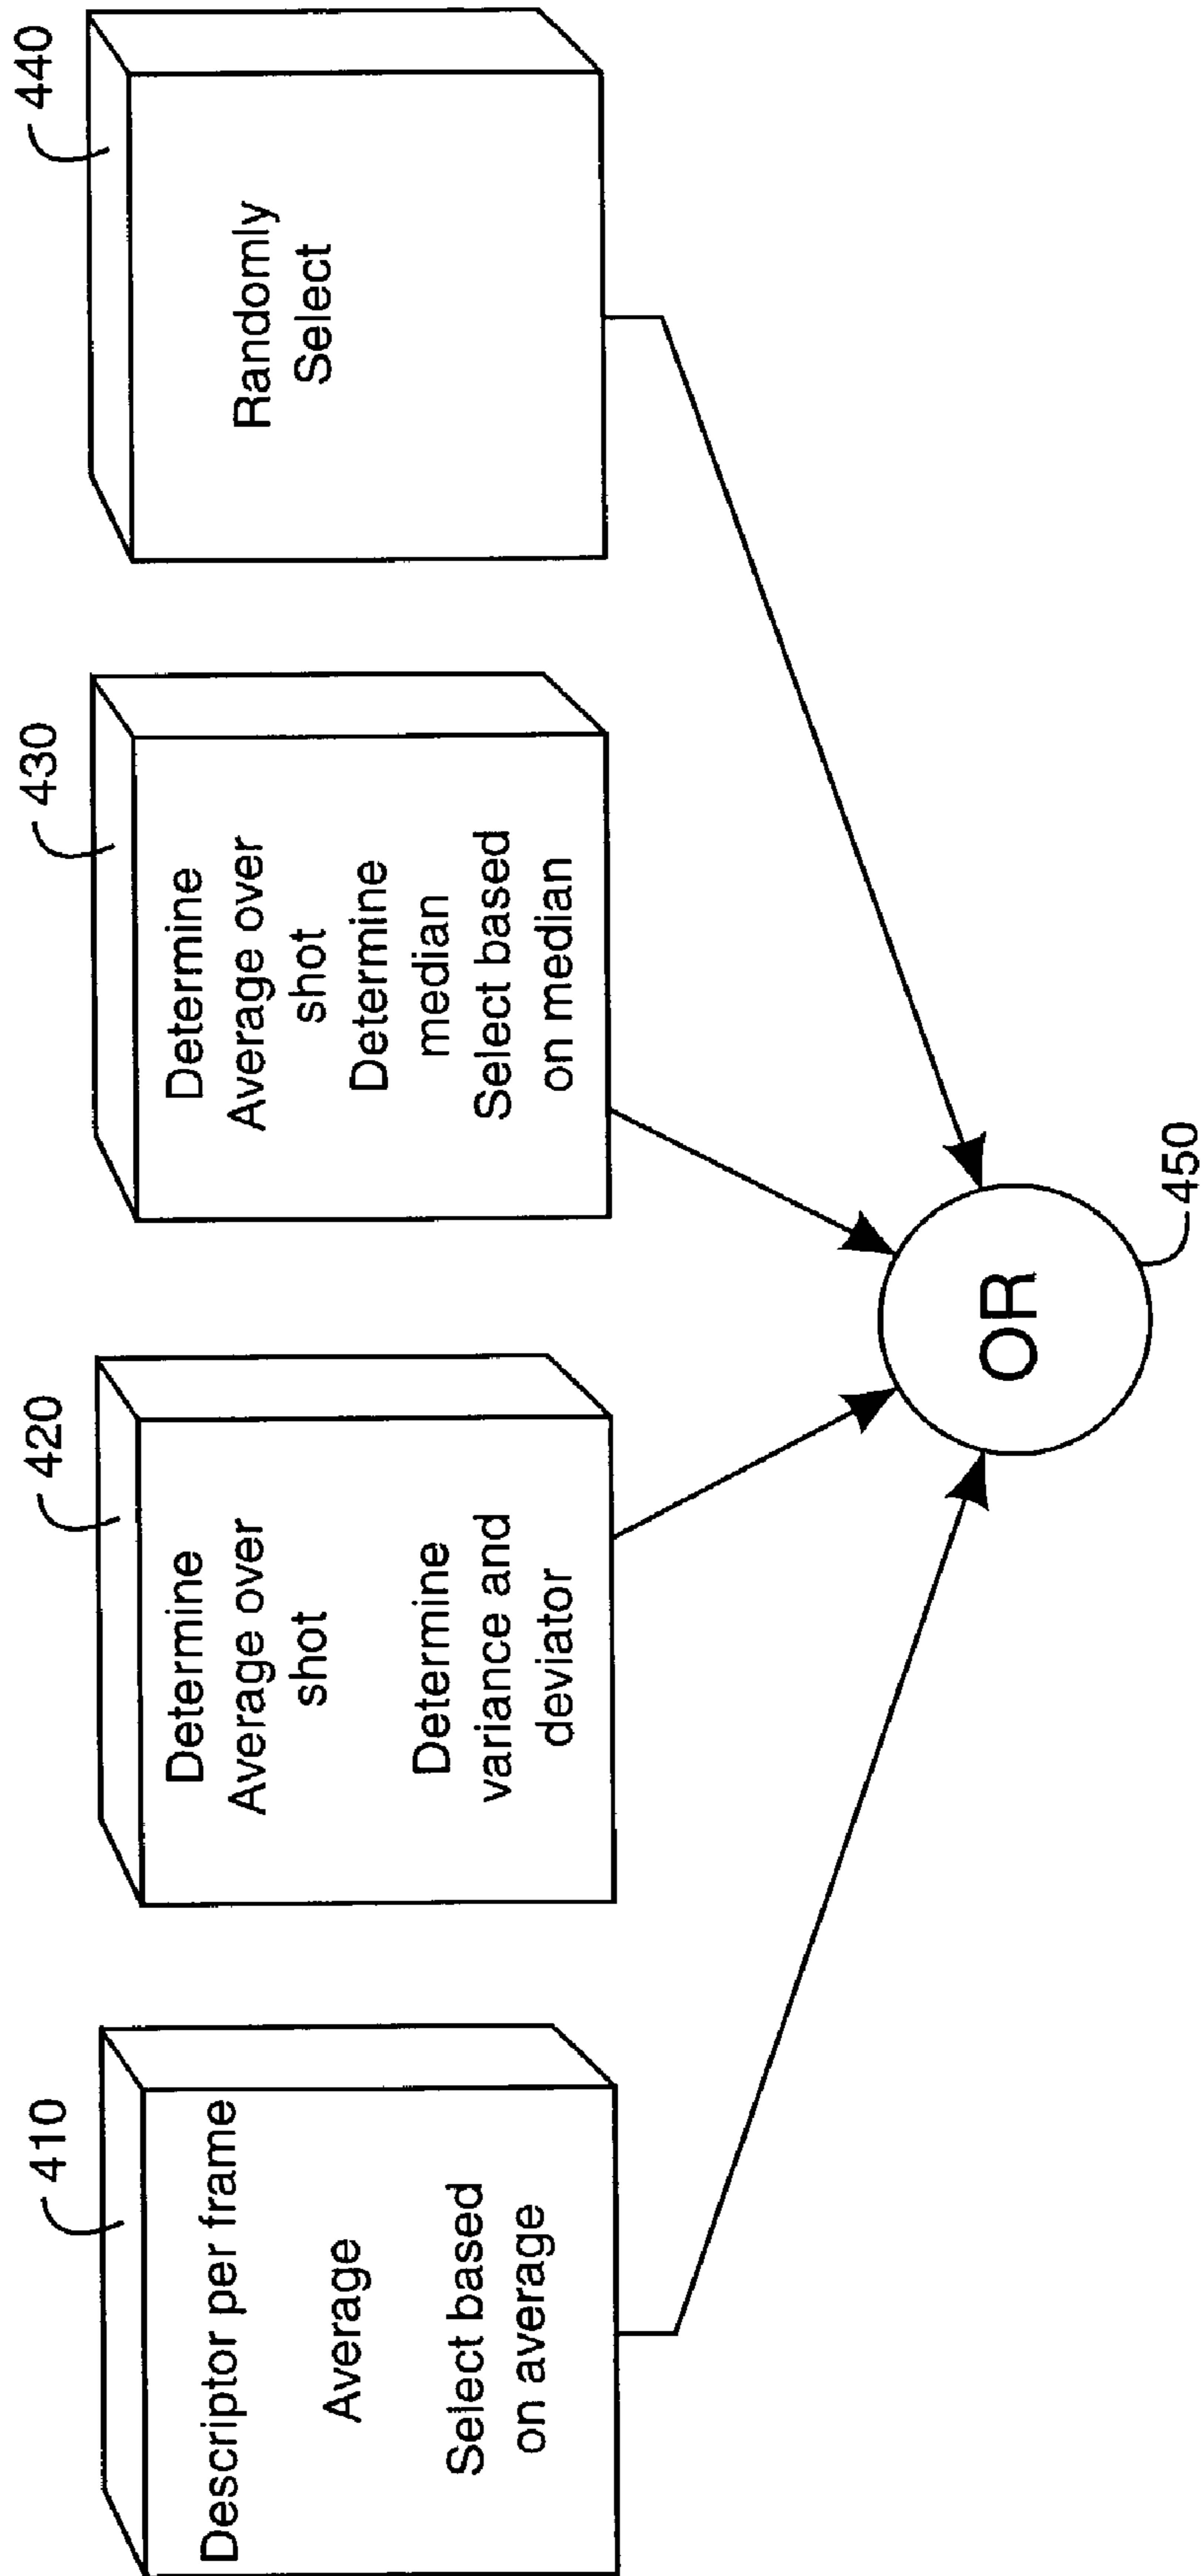 410
Descriptor per frame
Average
Select based
on average
420
Determine
Average over
shot
Determine
variance and
deviator
430
Determine
Average over
shot
Determine
median
Select based
on median
440
Randomly
Select
OR
450